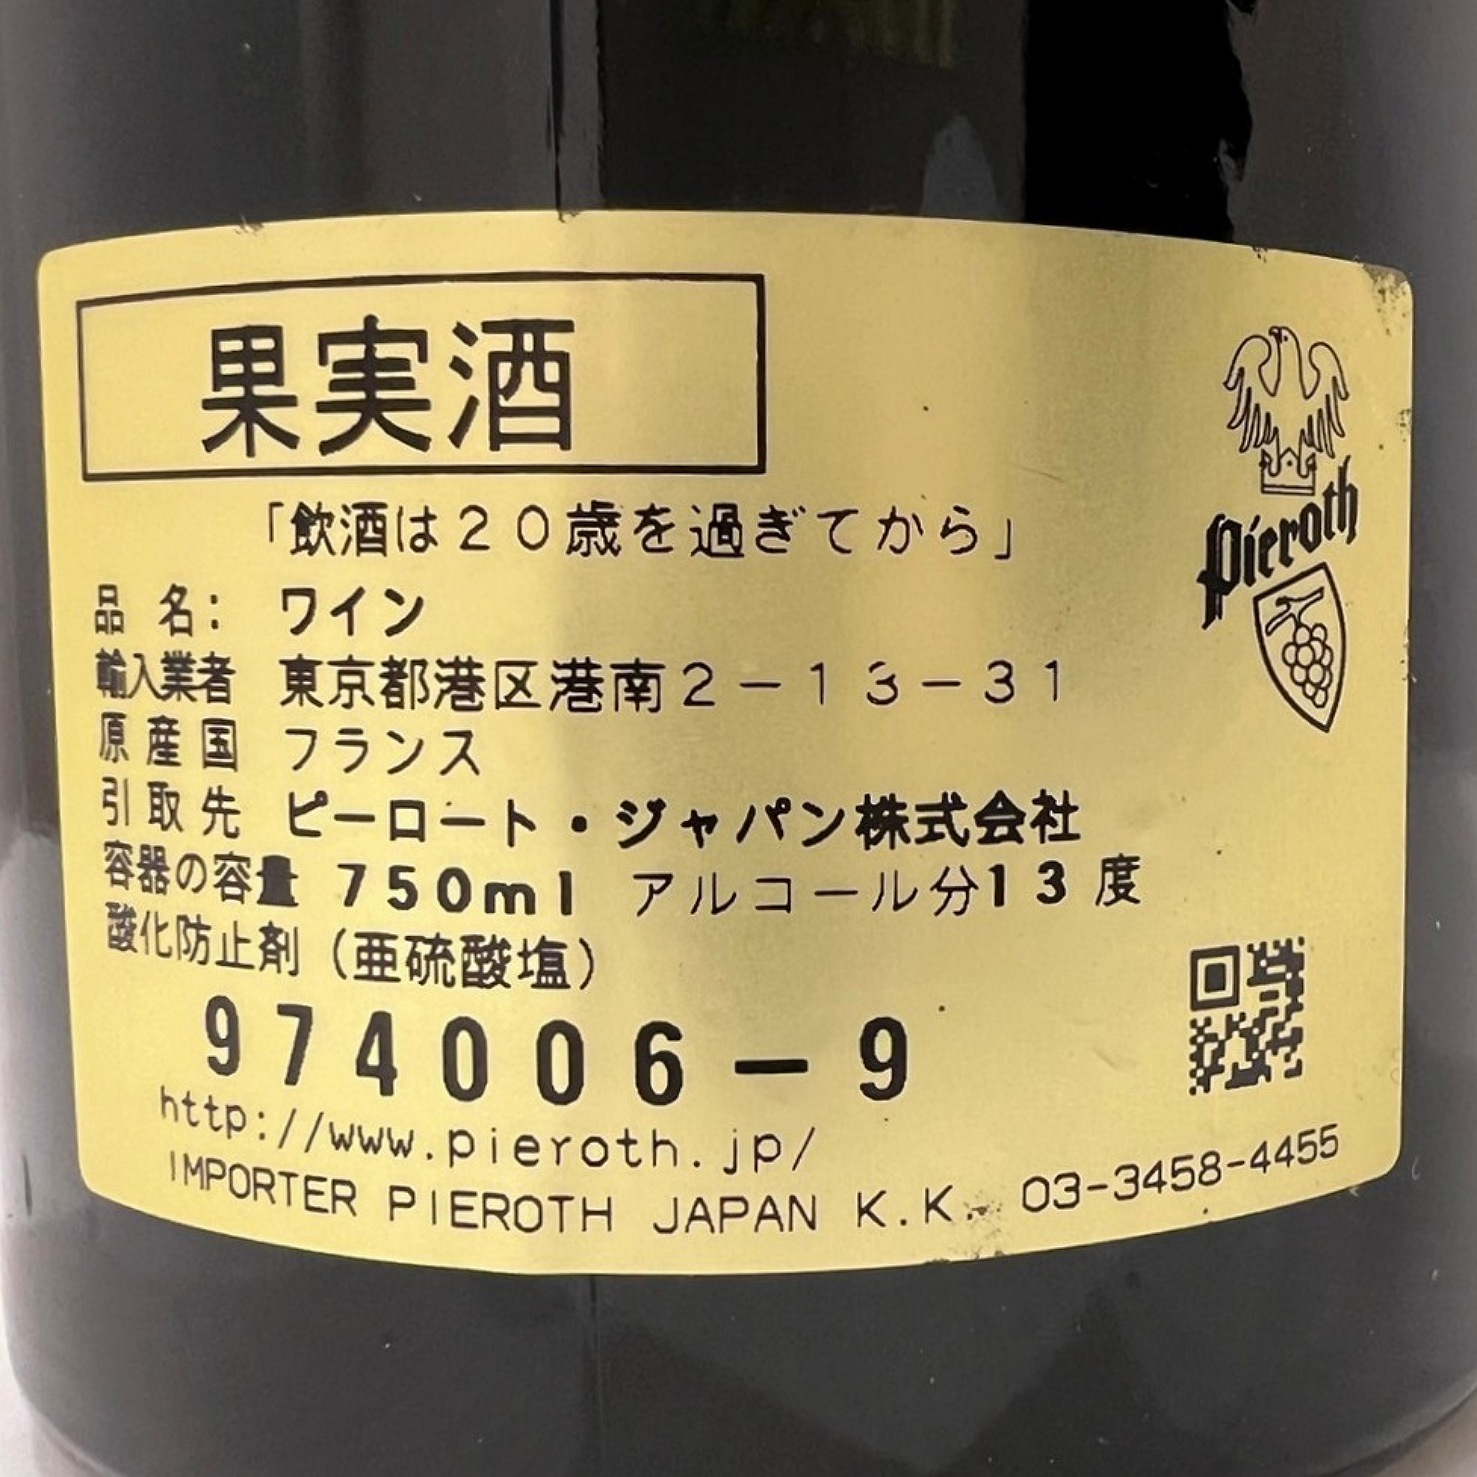 果実酒
「飲酒は20歳を過ぎてから」
Pieroth
品 名: ワイン
輸入業者 東京都港区港南2-13-31
原産国 フランス
引取先 ピーロート・ジャパン株式会社
容器の容量 750ml アルコール分13度
酸化防止剤(亜硫酸塩)
974006-9
http://www.pieroth.jp/
IMPORTER PIEROTH JAPAN K.K. 03-3458-4455